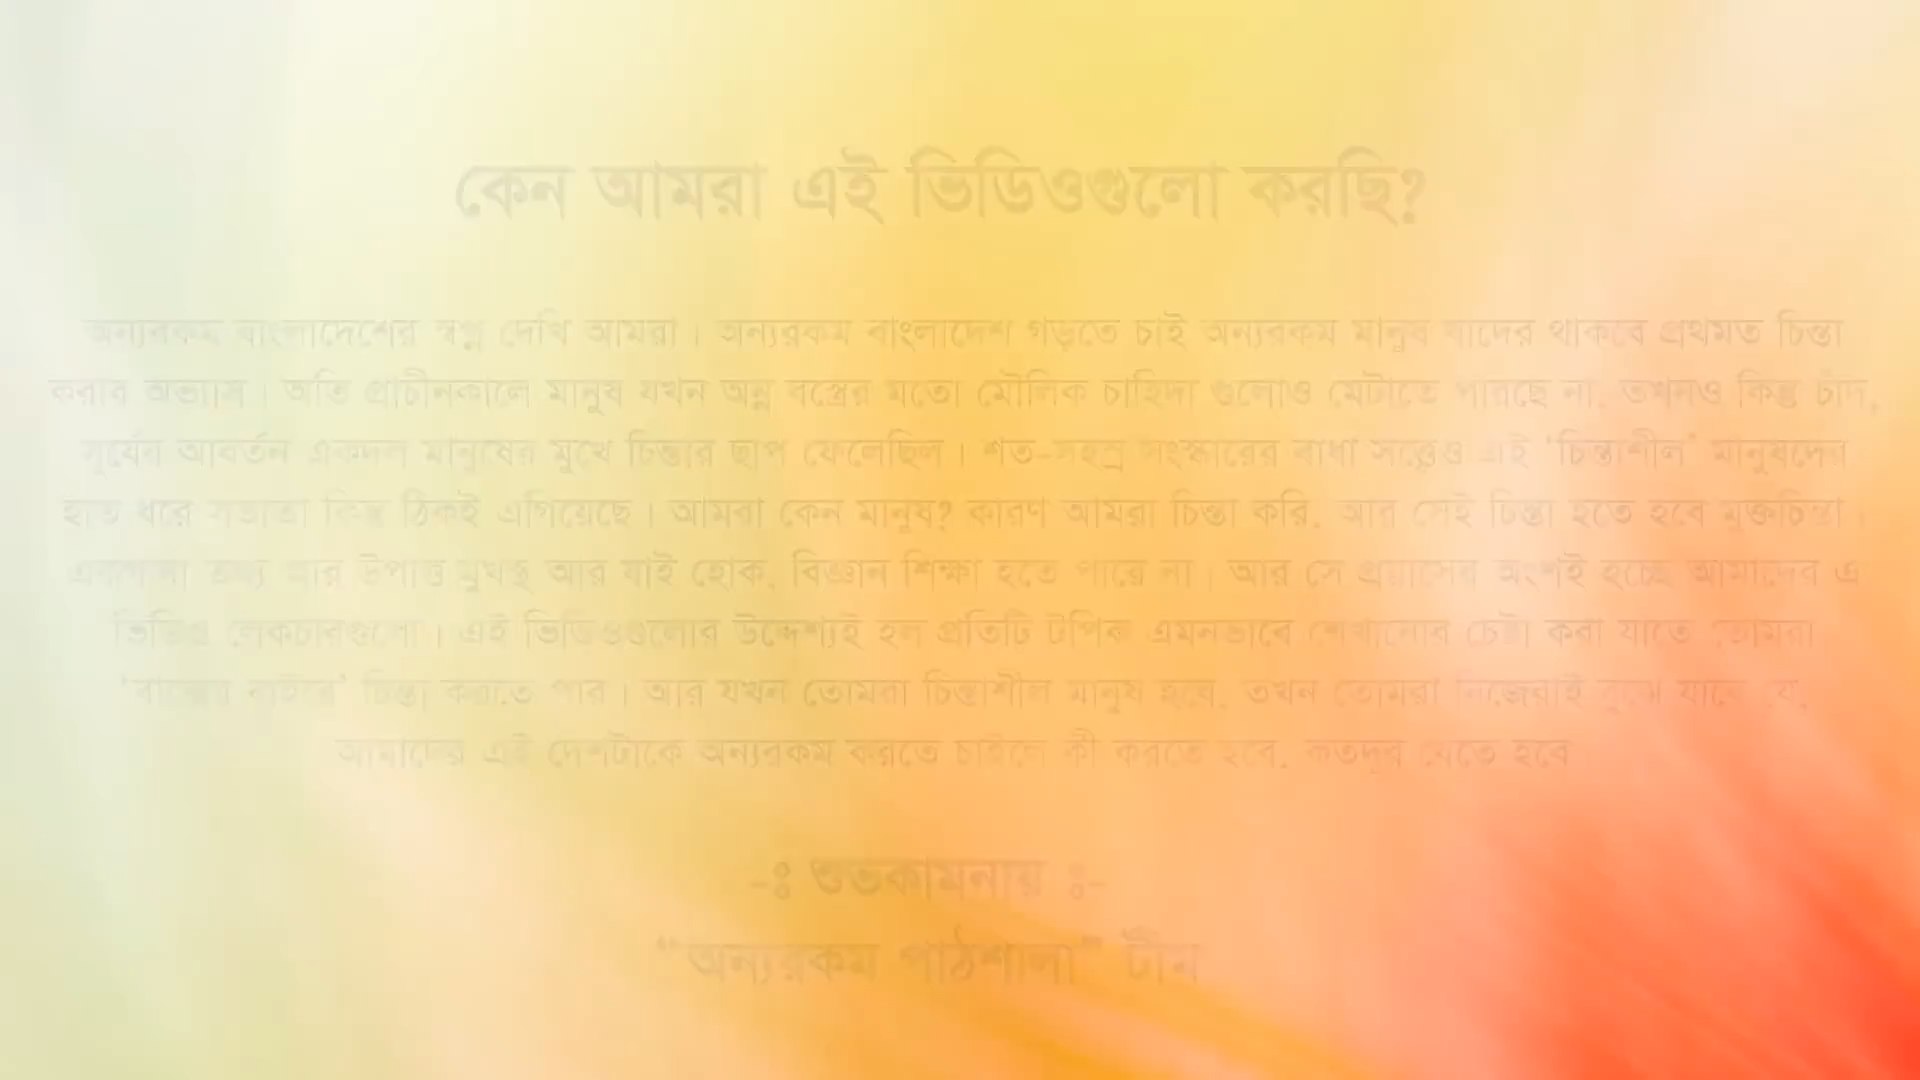 কেন আমরা এই ভিডিওগুলো করছি?
অন্যরকম বাংলাদেশের স্বপ্ন দেখি আমরা। অন্যরকম বাংলাদেশ গড়তে চাই অন্যরকম মানুষ যাদের থাকবে প্রথমত চিন্তা
করার অভ্যাস। অতি প্রাচীনকালে মানুষ যখন অন্ন বস্ত্রের মতো মৌলিক চাহিদা গুলোও মেটাতে পারছে না, তখনও কিন্তু চাঁদ,
সূর্যের আবর্তন একদল মানুষের মুখে চিন্তার ছাপ ফেলেছিল। শত-সহস্র সংস্কারের বাধা সত্ত্বেও এই ‘চিন্তাশীল’ মানুষদের
হাত ধরে সভ্যতা কিন্তু ঠিকই এগিয়েছে। আমরা কেন মানুষ? কারণ আমরা চিন্তা করি, আর সেই চিন্তা হতে হবে মুক্তচিন্তা।
একগাদা তথ্য আর উপাত্ত মুখস্থ আর যাই হোক, বিজ্ঞান শিক্ষা হতে পারে না। আর সে প্রয়াসের অংশই হচ্ছে আমাদের এ
ভিডিও লেকচারগুলো। এই ভিডিওগুলোর উদ্দেশ্যই হল প্রতিটি টপিক এমনভাবে শেখানোর চেষ্টা করা যাতে তোমরা
‘বাক্সের বাইরে’ চিন্তা করতে পার। আর যখন তোমরা চিন্তাশীল মানুষ হবে, তখন তোমরা নিজেরাই বুঝে যাবে যে,
আমাদের এই দেশটাকে অন্যরকম করতে চাইলে কী করতে হবে, কতদূর যেতে হবে
-ঃ শুভকামনায় ঃ-
“অন্যরকম পাঠশালা” টীম